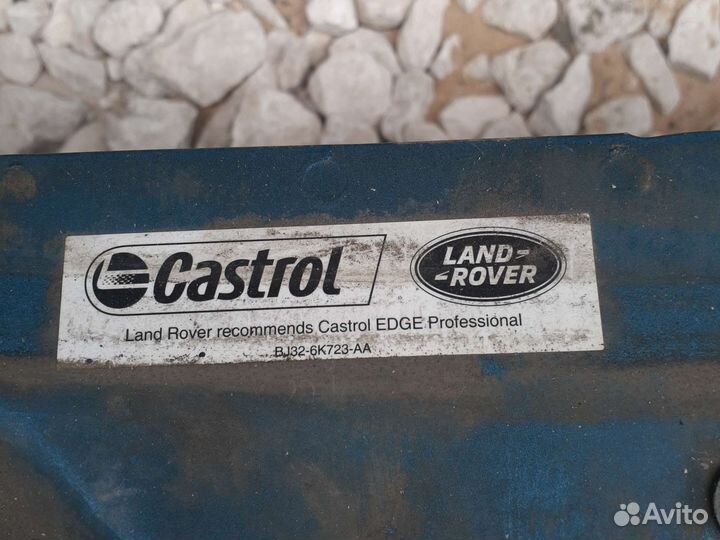 Castrol
LAND-
-ROVER
Land Rover recommends Castrol EDGE Professional
BJ32-6K723-AA
Avito